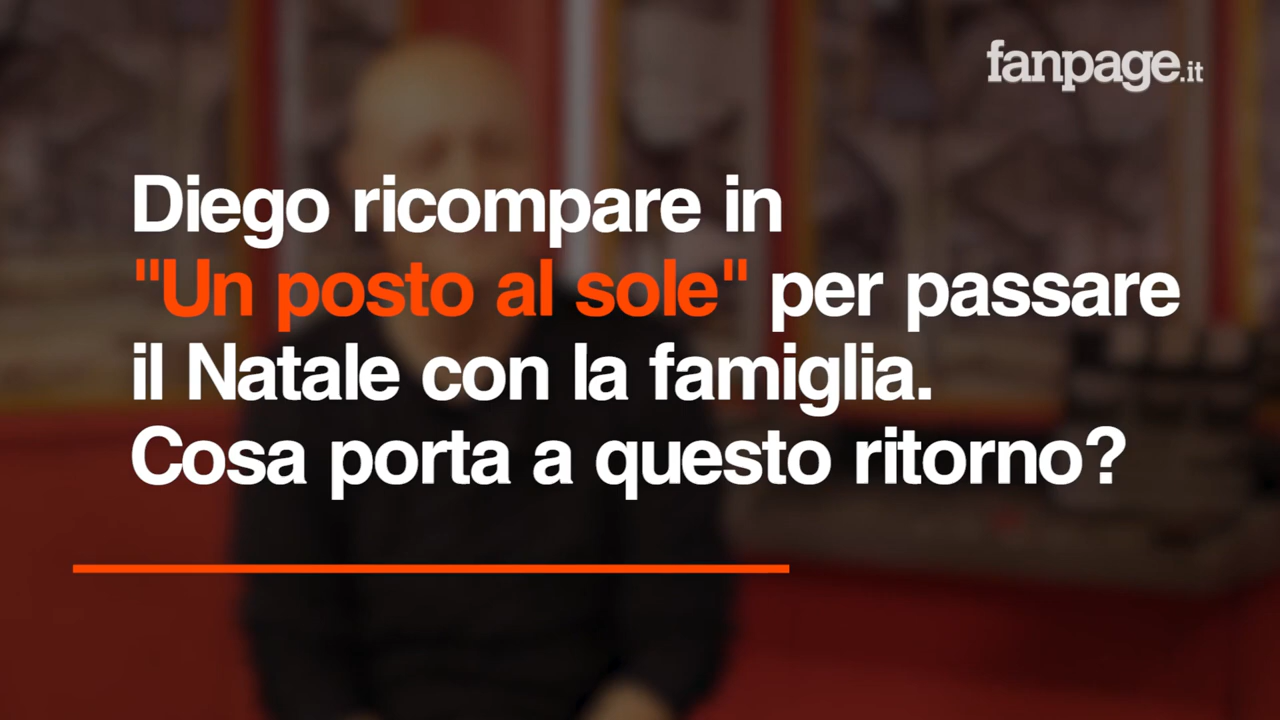 fanpage.it
Diego ricompare in
"Un posto al sole" per passare
il Natale con la famiglia.
Cosa porta a questo ritorno?